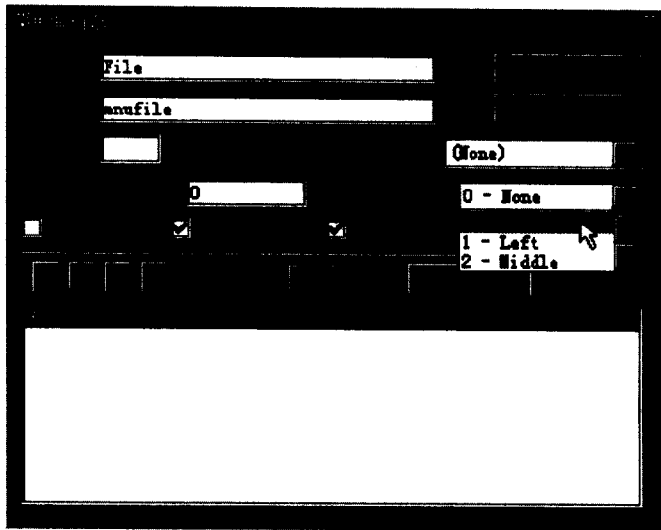 File
mnufile
(None)
0
0 - None
1 - Left
2 - Middle